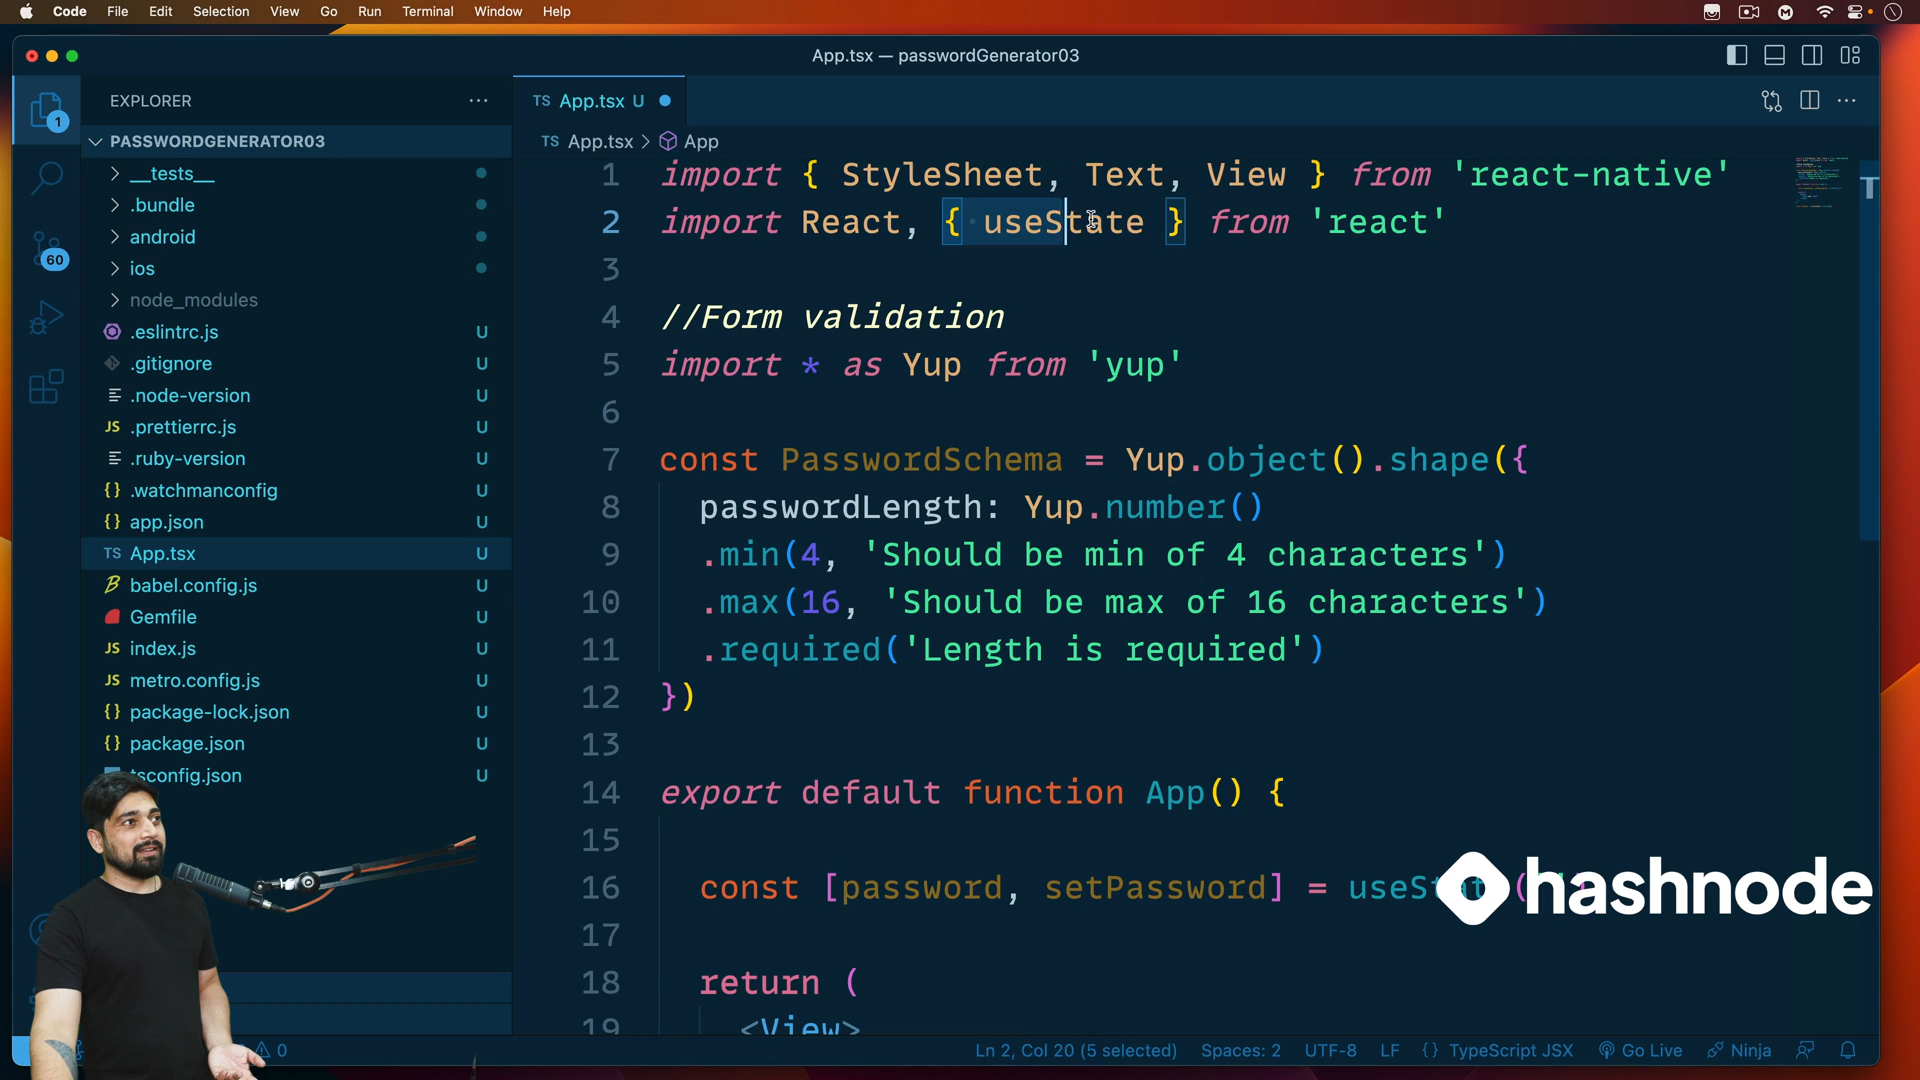 Code File Edit Selection View Go Run Terminal Window Help
App.tsx — passwordGenerator03
EXPLORER
PASSWORDGENERATOR03
__tests__
.bundle
android
ios
node_modules
.eslintrc.js U
.gitignore U
.node-version U
.prettierrc.js U
.ruby-version U
.watchmanconfig U
app.json U
App.tsx U
babel.config.js U
Gemfile U
index.js U
metro.config.js U
package-lock.json U
package.json U
tsconfig.json U
1
60
TS App.tsx U
TS App.tsx > App
1 import { StyleSheet, Text, View } from 'react-native'
2 import React, { useState } from 'react'
3
4 //Form validation
5 import * as Yup from 'yup'
6
7 const PasswordSchema = Yup.object().shape({
8 passwordLength: Yup.number()
9 .min(4, 'Should be min of 4 characters')
10 .max(16, 'Should be max of 16 characters')
11 .required('Length is required')
12 })
13
14 export default function App() {
15
16 const [password, setPassword] = useStat(
17
18 return (
19 <View>
hashnode
0
Ln 2, Col 20 (5 selected) Spaces: 2 UTF-8 LF {} TypeScript JSX Go Live Ninja